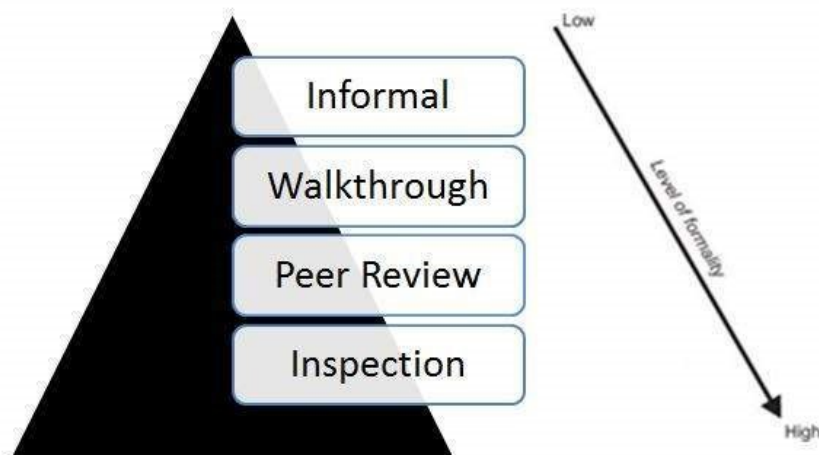 Low
Informal
Walkthrough
Level of formality
Peer Review
Inspection
High